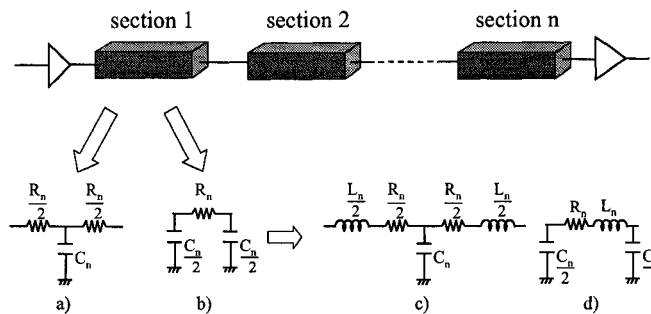 section 1
section 2
section n
R_n/2
R_n/2
C_n
a)
R_n
C_n/2
C_n/2
b)
L_n/2
R_n/2
R_n/2
L_n/2
C_n
c)
R_n
L_n
C_n/2
d)